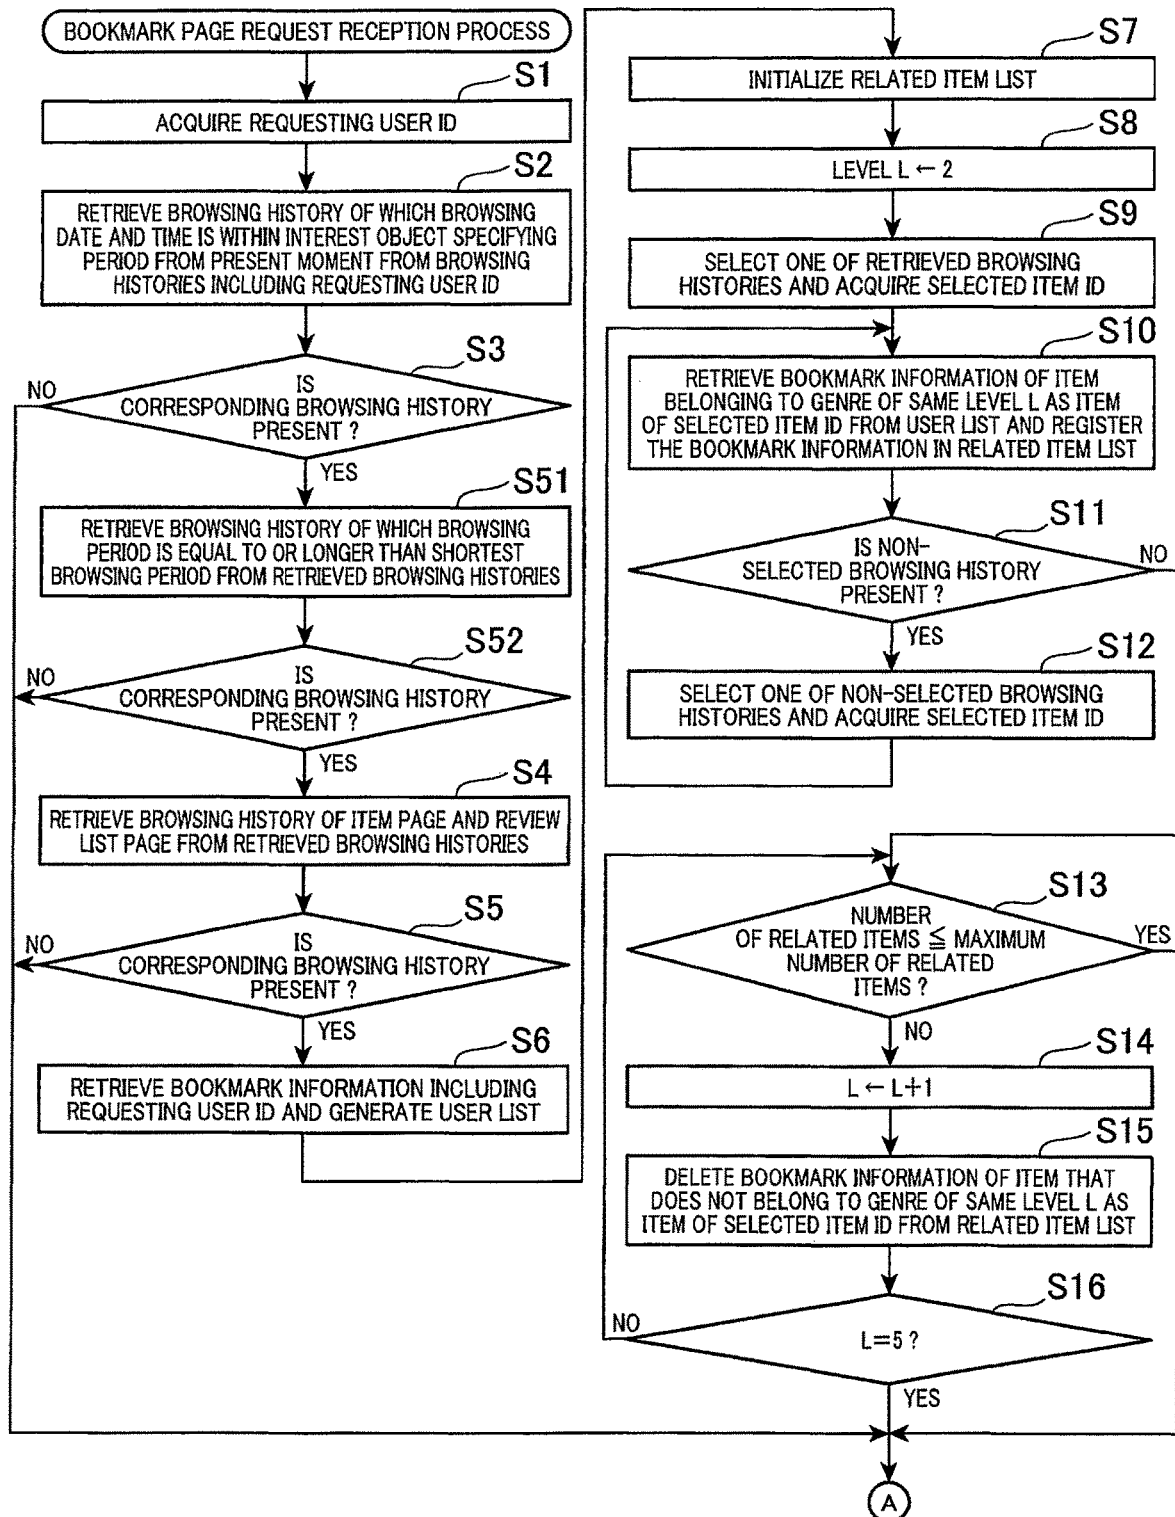 BOOKMARK PAGE REQUEST RECEPTION PROCESS
S1
ACQUIRE REQUESTING USER ID
S2
RETRIEVE BROWSING HISTORY OF WHICH BROWSING
DATE AND TIME IS WITHIN INTEREST OBJECT SPECIFYING
PERIOD FROM PRESENT MOMENT FROM BROWSING
HISTORIES INCLUDING REQUESTING USER ID
S3
NO
IS
CORRESPONDING BROWSING HISTORY
PRESENT ?
YES
S51
RETRIEVE BROWSING HISTORY OF WHICH BROWSING
PERIOD IS EQUAL TO OR LONGER THAN SHORTEST
BROWSING PERIOD FROM RETRIEVED BROWSING HISTORIES
S52
NO
IS
CORRESPONDING BROWSING HISTORY
PRESENT ?
YES
S4
RETRIEVE BROWSING HISTORY OF ITEM PAGE AND REVIEW
LIST PAGE FROM RETRIEVED BROWSING HISTORIES
S5
NO
IS
CORRESPONDING BROWSING HISTORY
PRESENT ?
YES
S6
RETRIEVE BOOKMARK INFORMATION INCLUDING
REQUESTING USER ID AND GENERATE USER LIST
S7
INITIALIZE RELATED ITEM LIST
S8
LEVEL L ← 2
S9
SELECT ONE OF RETRIEVED BROWSING
HISTORIES AND ACQUIRE SELECTED ITEM ID
S10
RETRIEVE BOOKMARK INFORMATION OF ITEM
BELONGING TO GENRE OF SAME LEVEL L AS ITEM
OF SELECTED ITEM ID FROM USER LIST AND REGISTER
THE BOOKMARK INFORMATION IN RELATED ITEM LIST
S11
IS NON-
SELECTED BROWSING HISTORY
PRESENT ?
NO
YES
S12
SELECT ONE OF NON-SELECTED BROWSING
HISTORIES AND ACQUIRE SELECTED ITEM ID
S13
NUMBER
OF RELATED ITEMS ≦ MAXIMUM
NUMBER OF RELATED
ITEMS ?
YES
NO
S14
L ← L+1
S15
DELETE BOOKMARK INFORMATION OF ITEM THAT
DOES NOT BELONG TO GENRE OF SAME LEVEL L AS
ITEM OF SELECTED ITEM ID FROM RELATED ITEM LIST
S16
NO
L=5 ?
YES
A